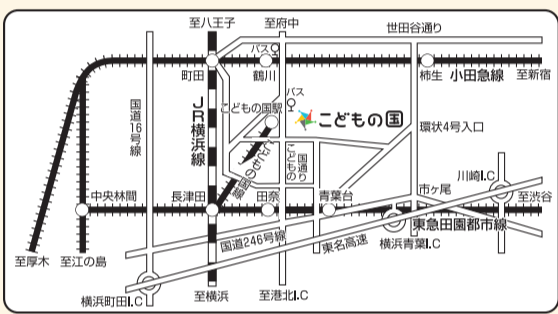 至八王子
至府中
世田谷通り
バス
町田
鶴川
柿生
小田急線
至新宿
国道16号線
JR横浜線
こどもの国駅
バス
こどもの国
環状4号入口
こどもの国線
こどもの国通り
川崎I.C
中央林間
長津田
田奈
青葉台
市ヶ尾
至渋谷
東急田園都市線
国道246号線
東名高速
横浜青葉I.C
至厚木
至江の島
横浜町田I.C
至横浜
至港北I.C